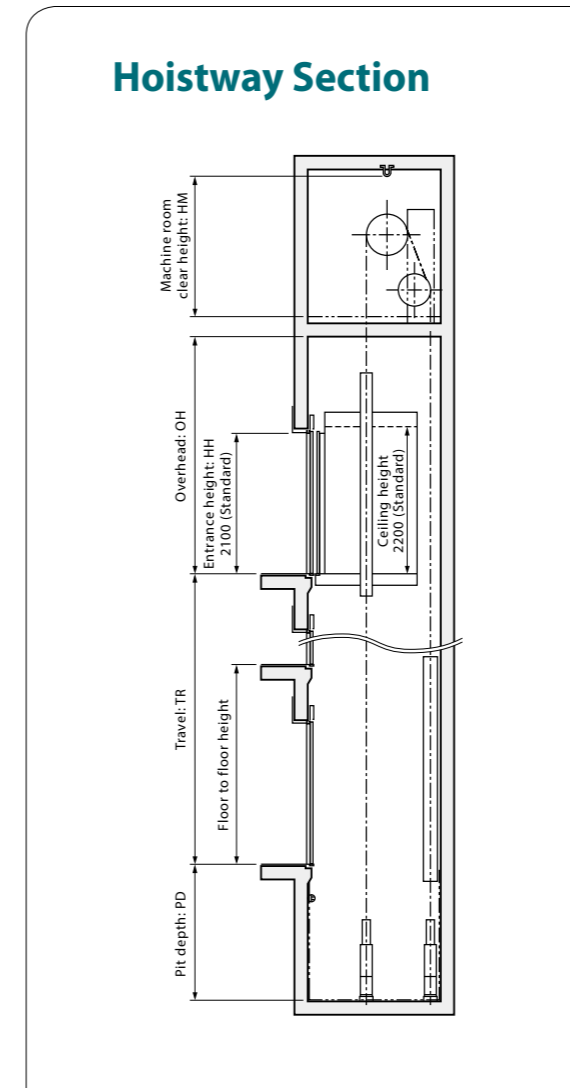 Hoistway Section
Machine room
clear height: HM
Overhead: OH
Entrance height: HH
2100 (Standard)
Ceiling height
2200 (Standard)
Travel: TR
Floor to floor height
Pit depth: PD